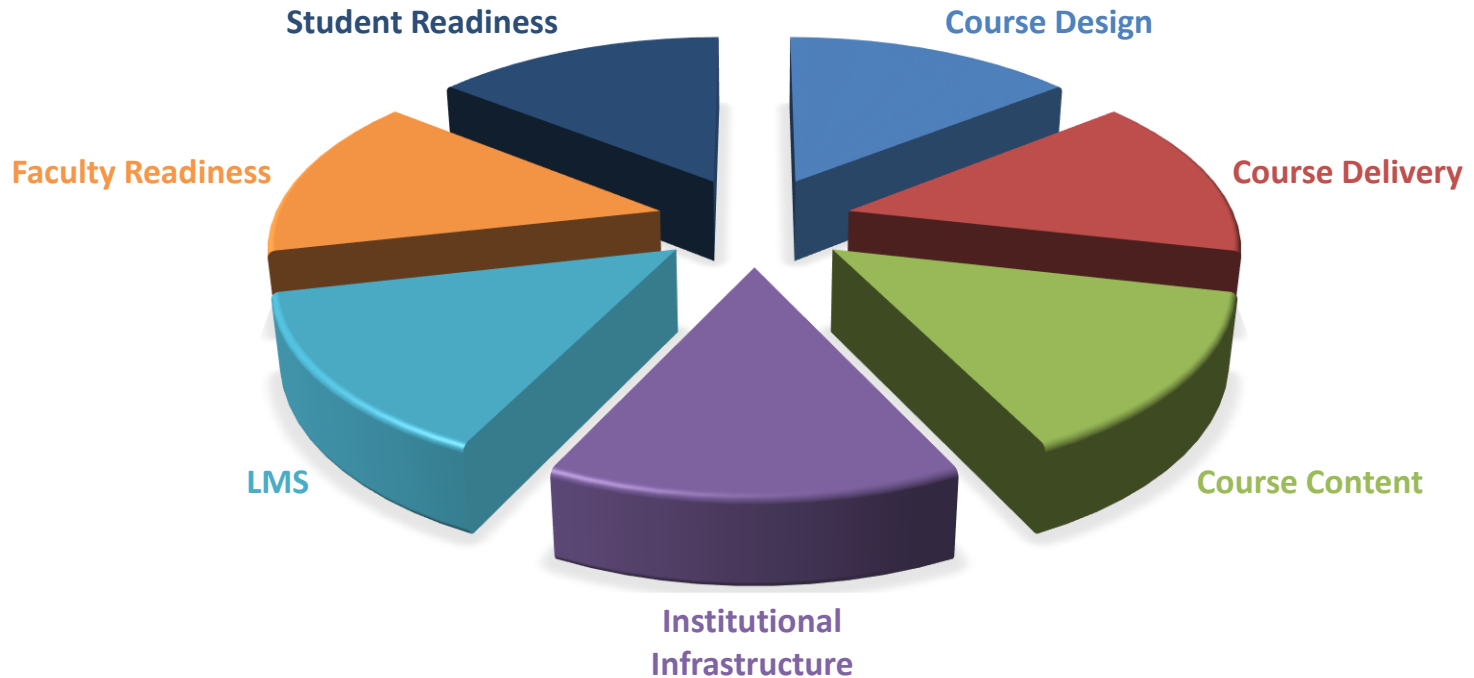 Student Readiness
Course Design
Faculty Readiness
Course Delivery
LMS
Course Content
Institutional
Infrastructure